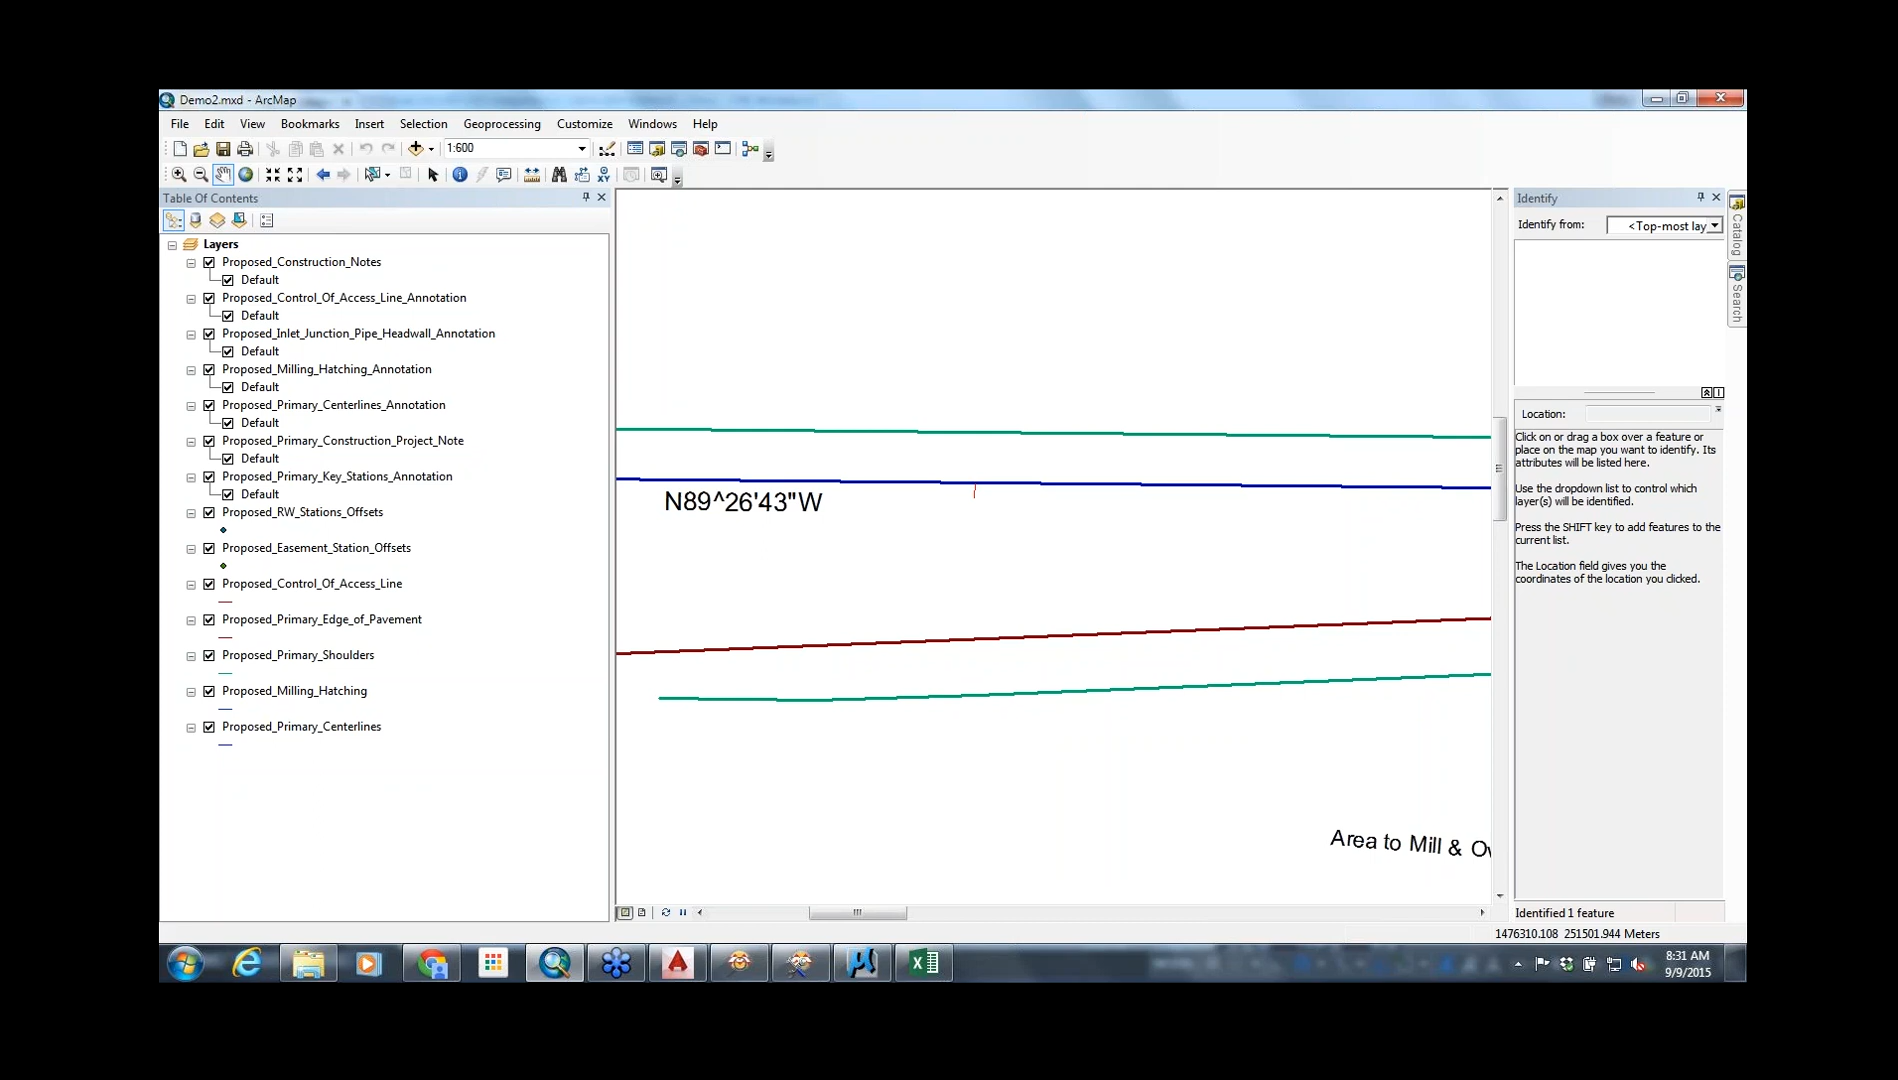 Demo2.mxd - ArcMap
File Edit View Bookmarks Insert Selection Geoprocessing Customize Windows Help
1:600
Table Of Contents
Layers
Proposed_Construction_Notes
Default
Proposed_Control_Of_Access_Line_Annotation
Default
Proposed_Inlet_Junction_Pipe_Headwall_Annotation
Default
Proposed_Milling_Hatching_Annotation
Default
Proposed_Primary_Centerlines_Annotation
Default
Proposed_Primary_Construction_Project_Note
Default
Proposed_Primary_Key_Stations_Annotation
Default
Proposed_RW_Stations_Offsets
Proposed_Easement_Station_Offsets
Proposed_Control_Of_Access_Line
Proposed_Primary_Edge_of_Pavement
Proposed_Primary_Shoulders
Proposed_Milling_Hatching
Proposed_Primary_Centerlines
N89^26'43"W
Area to Mill & Ov
Identify
Identify from: <Top-most lay
Location:
Click on or drag a box over a feature or
place on the map you want to identify. Its
attributes will be listed here.
Use the dropdown list to control which
layer(s) will be identified.
Press the SHIFT key to add features to the
current list.
The Location field gives you the
coordinates of the location you clicked.
Identified 1 feature
Catalog
Search
1476310.108 251501.944 Meters
8:31 AM
9/9/2015